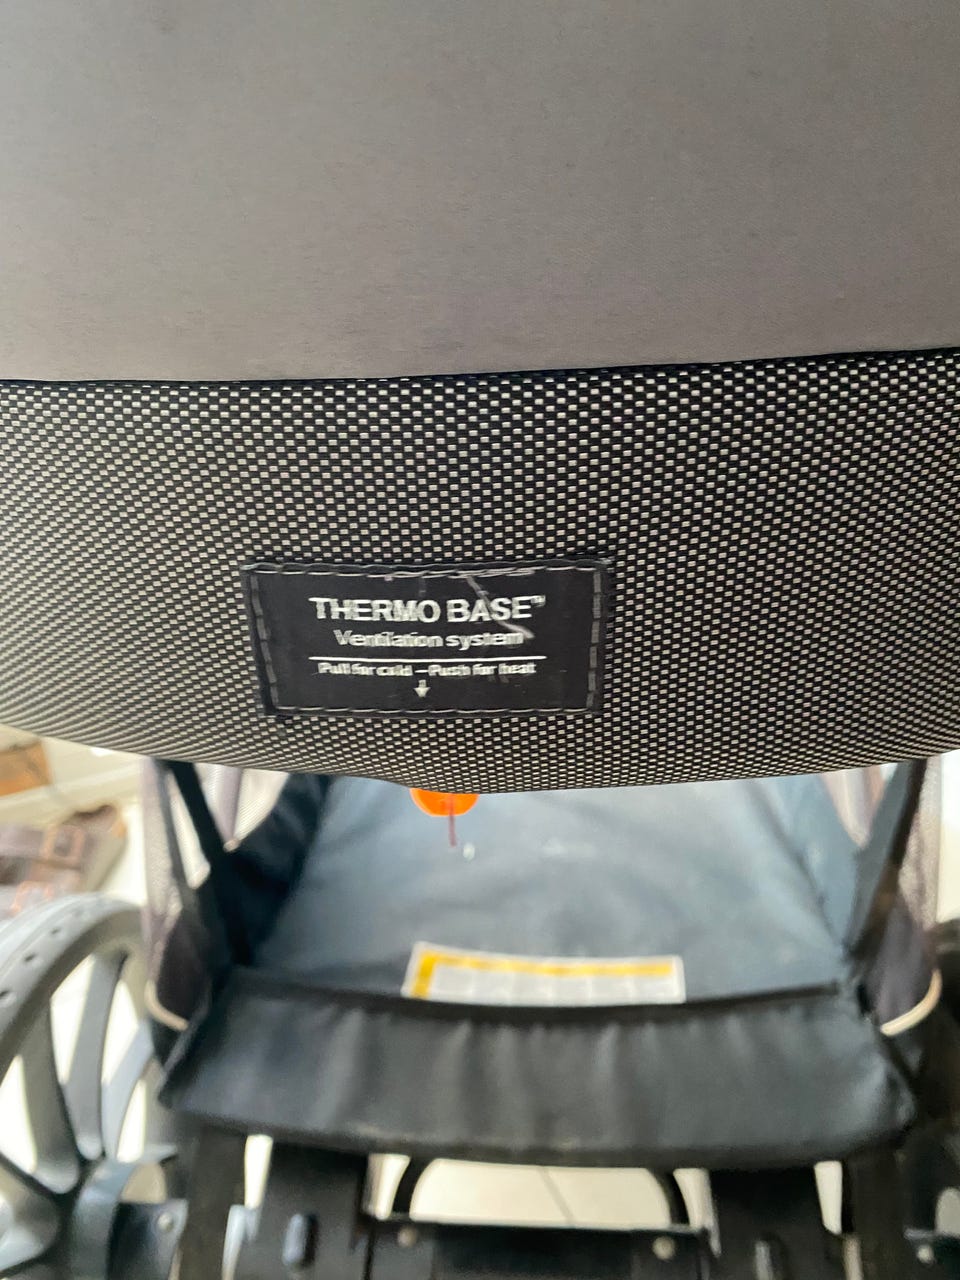 THERMO BASE™
Ventilation system
Pull for cold – Push for heat